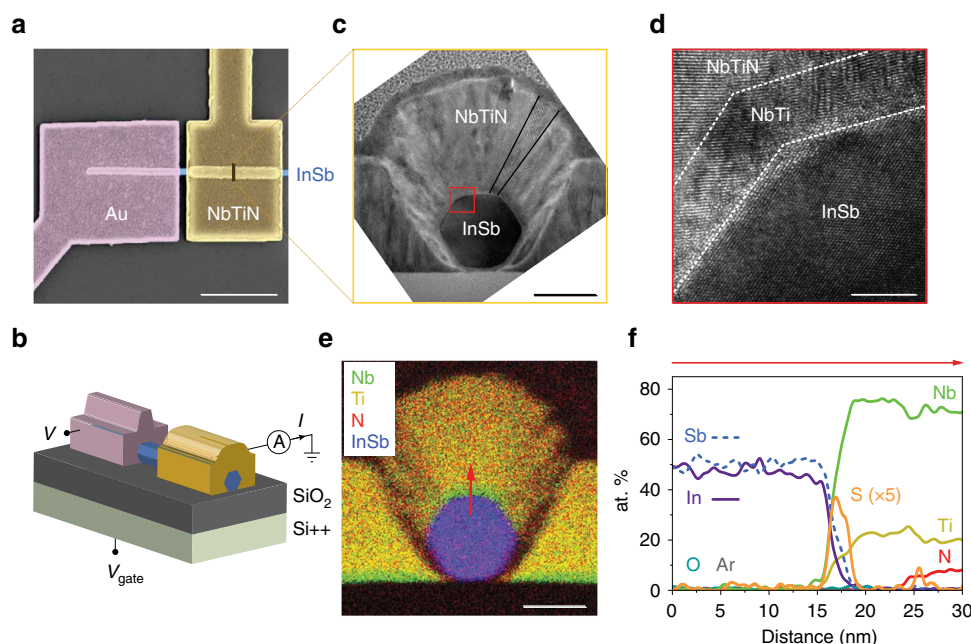 a
Au
NbTiN
InSb
c
NbTiN
InSb
d
NbTiN
NbTi
InSb
b
V
A
I
SiO2
Si++
Vgate
e
Nb
Ti
N
InSb
f
80
60
40
20
0
at. %
Sb
In
S (×5)
O Ar
Nb
Ti
N
0 5 10 15 20 25 30
Distance (nm)